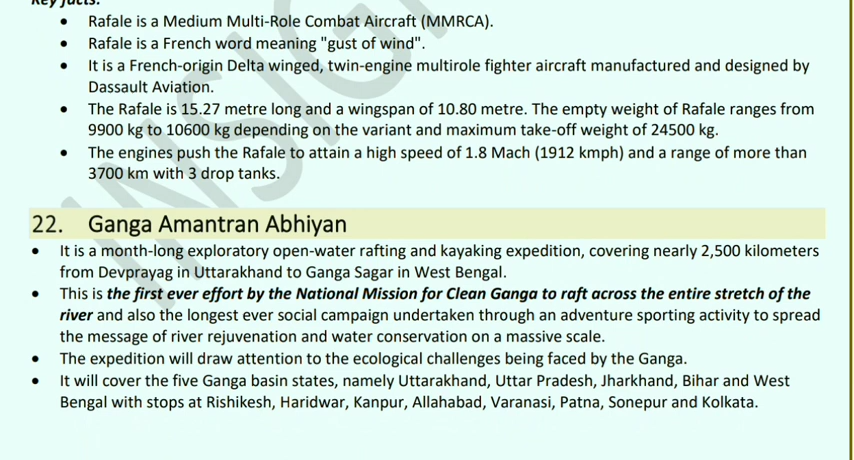 Key facts:
• Rafale is a Medium Multi-Role Combat Aircraft (MMRCA).
• Rafale is a French word meaning "gust of wind".
• It is a French-origin Delta winged, twin-engine multirole fighter aircraft manufactured and designed by
Dassault Aviation.
• The Rafale is 15.27 metre long and a wingspan of 10.80 metre. The empty weight of Rafale ranges from
9900 kg to 10600 kg depending on the variant and maximum take-off weight of 24500 kg.
• The engines push the Rafale to attain a high speed of 1.8 Mach (1912 kmph) and a range of more than
3700 km with 3 drop tanks.
22. Ganga Amantran Abhiyan
• It is a month-long exploratory open-water rafting and kayaking expedition, covering nearly 2,500 kilometers
from Devprayag in Uttarakhand to Ganga Sagar in West Bengal.
• This is the first ever effort by the National Mission for Clean Ganga to raft across the entire stretch of the
river and also the longest ever social campaign undertaken through an adventure sporting activity to spread
the message of river rejuvenation and water conservation on a massive scale.
• The expedition will draw attention to the ecological challenges being faced by the Ganga.
• It will cover the five Ganga basin states, namely Uttarakhand, Uttar Pradesh, Jharkhand, Bihar and West
Bengal with stops at Rishikesh, Haridwar, Kanpur, Allahabad, Varanasi, Patna, Sonepur and Kolkata.